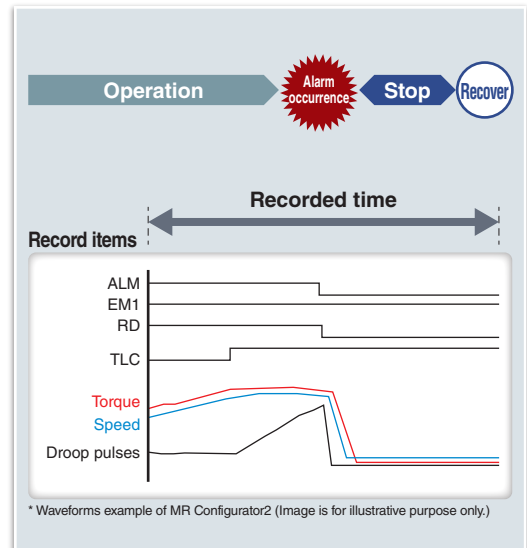 Operation
Alarm
occurrence
Stop
Recover
Recorded time
Record items
ALM
EM1
RD
TLC
Torque
Speed
Droop pulses
* Waveforms example of MR Configurator2 (Image is for illustrative purpose only.)